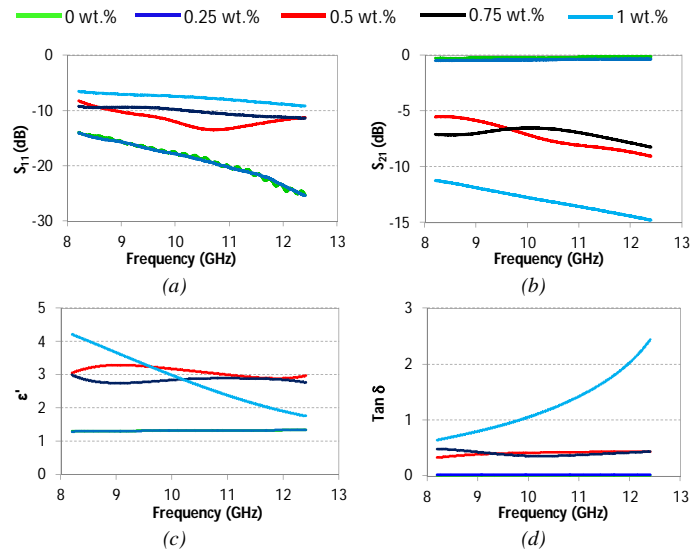 0 wt.% 0.25 wt.% 0.5 wt.% 0.75 wt.% 1 wt.%
0
-10
-20
-30
S11 (dB)
8 9 10 11 12 13
Frequency (GHz)
(a)
0
-5
-10
-15
S21 (dB)
8 9 10 11 12 13
Frequency (GHz)
(b)
5
4
3
2
1
0
ε'
8 9 10 11 12 13
Frequency (GHz)
(c)
3
2
1
0
Tan δ
8 9 10 11 12 13
Frequency (GHz)
(d)